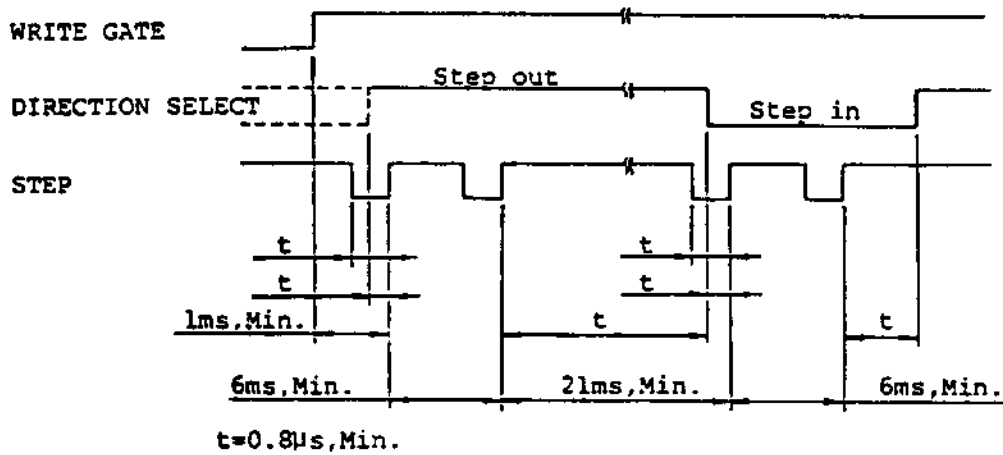 WRITE GATE
Step out
DIRECTION SELECT
Step in
STEP
t
t
t
t
1ms,Min.
t
t
6ms,Min.
21ms,Min.
6ms,Min.
t=0.8µs,Min.